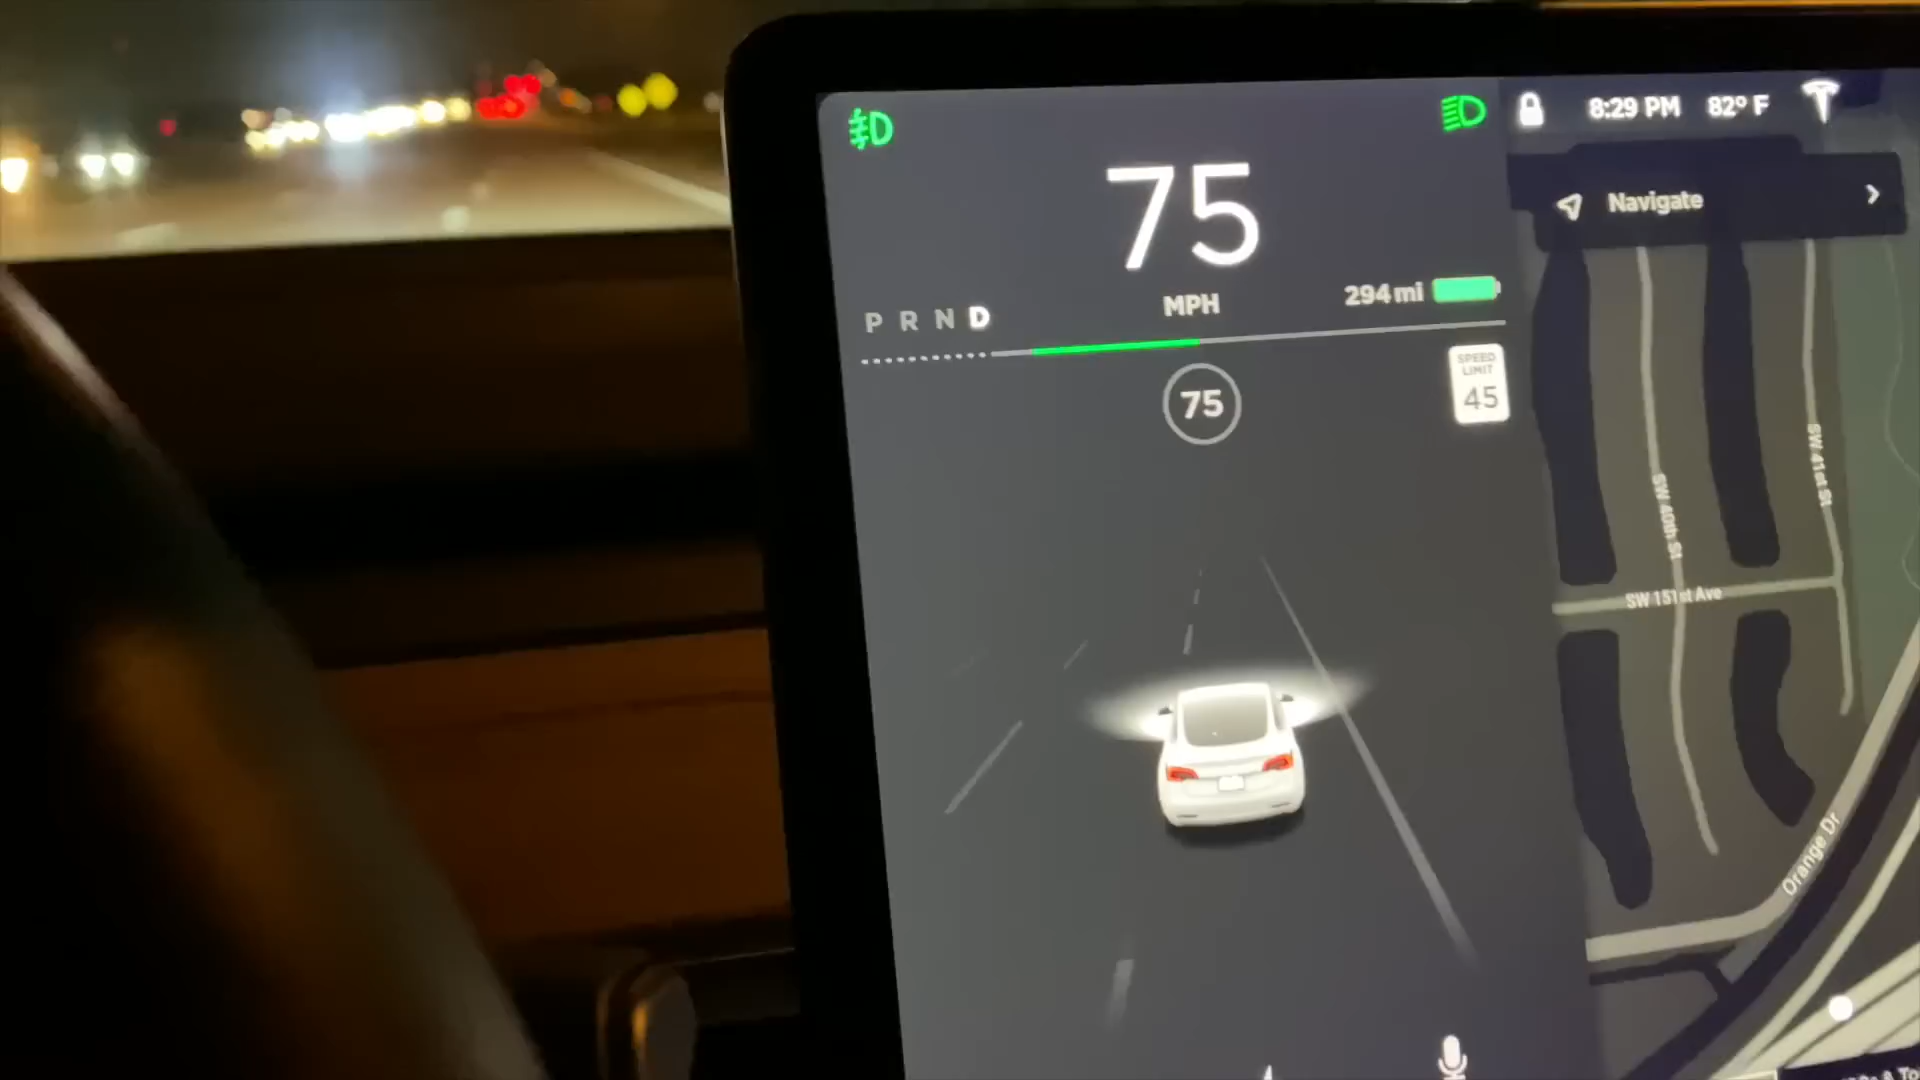 8:29 PM 82° F
Navigate
75
MPH
294 mi
P R N D
75
SPEED
LIMIT
45
SW 40th St
SW 41st St
SW 151st Ave
Orange Dr